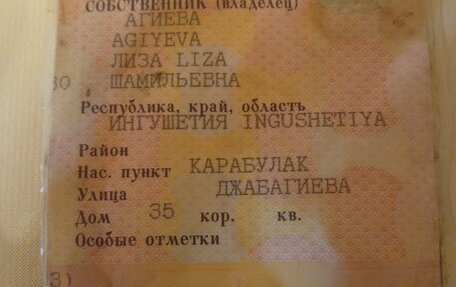 СОБСТВЕННИК (владелец)
АГИЕВА
AGIYEVA
ЛИЗА LIZA
ШАМИЛЬЕВНА
Республика, край, область
ИНГУШЕТИЯ INGUSHETIYA
Район
Нас. пункт КАРАБУЛАК
Улица ДЖАБАГИЕВА
Дом 35 кор. кв.
Особые отметки